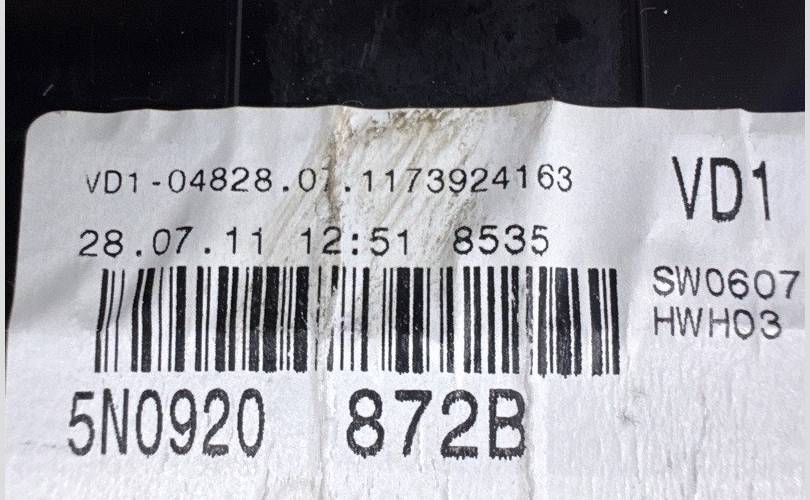 VD1-04828.07.1173924163
VD1
28.07.11 12:51 8535
SW0607
HWH03
5N0920 872B